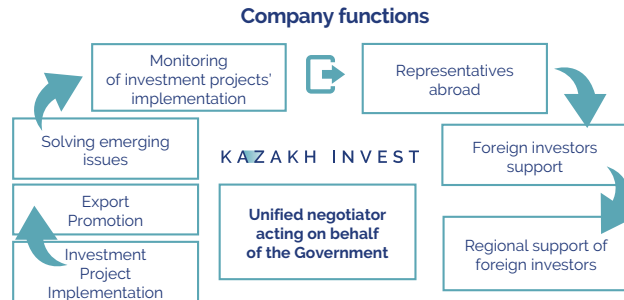 Company functions
Monitoring
of investment projects'
implementation
Representatives
abroad
Solving emerging
issues
KAZAKH INVEST
Foreign investors
support
Export
Promotion
Unified negotiator
acting on behalf
of the Government
Regional support of
foreign investors
Investment
Project
Implementation